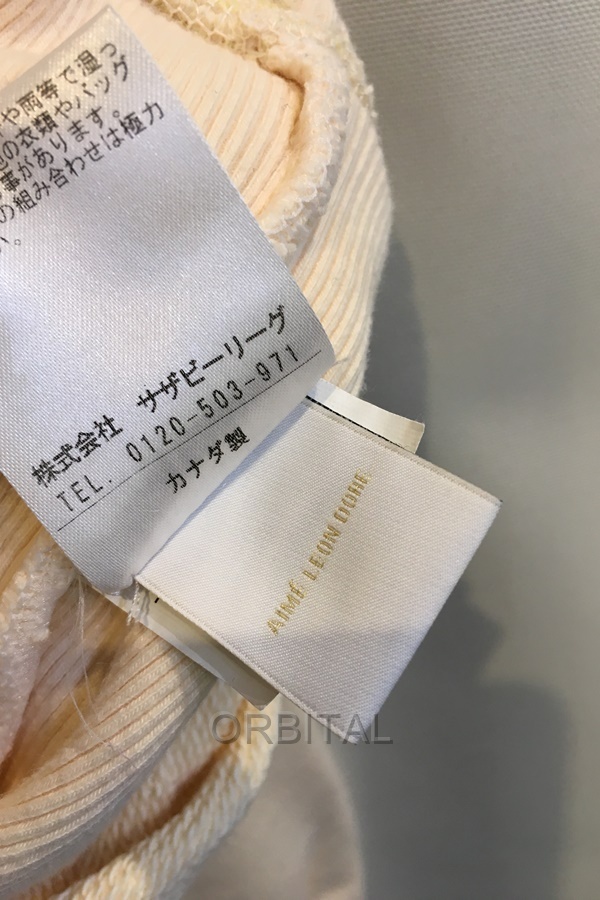 や雨等で湿っ
の衣類やバッグ
事があります。
の組み合わせは極力
い。
株式会社 サザビーリーグ
TEL. 0120-503-971
カナダ製
AIMÉ LEON DORE
ORBITAL